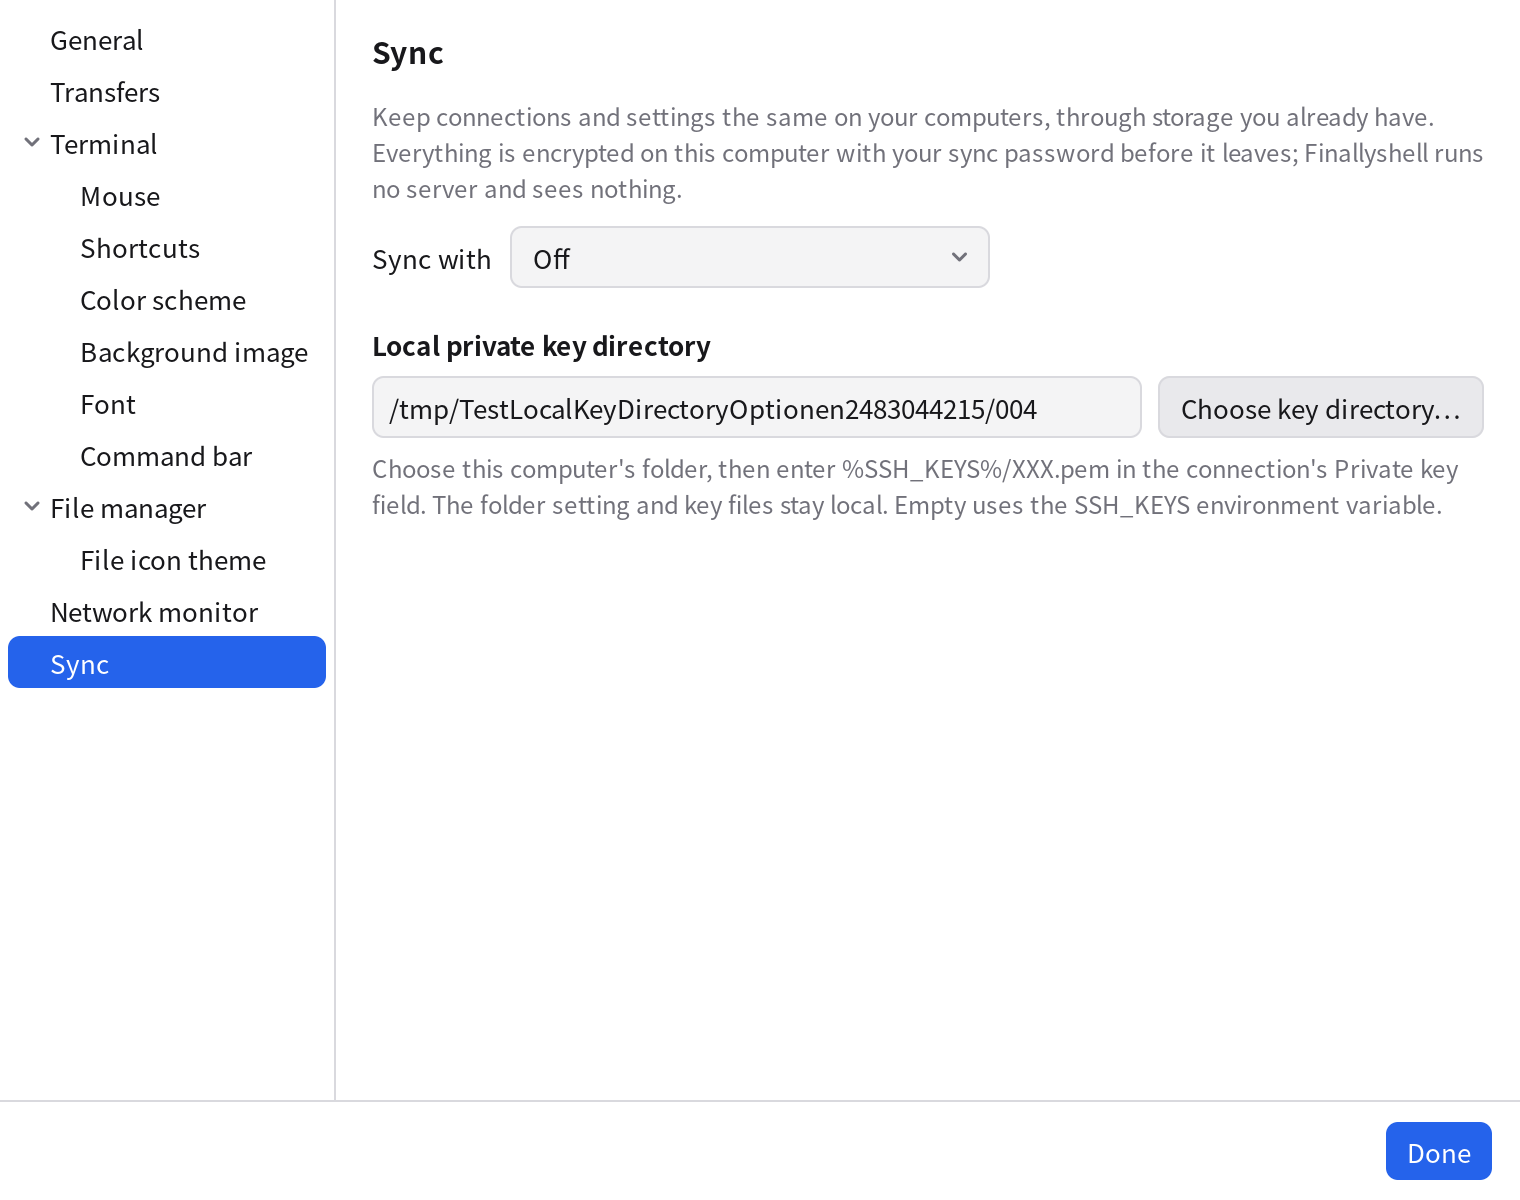 General
Transfers
Terminal
Mouse
Shortcuts
Color scheme
Background image
Font
Command bar
File manager
File icon theme
Network monitor
Sync
Sync
Keep connections and settings the same on your computers, through storage you already have.
Everything is encrypted on this computer with your sync password before it leaves; Finallyshell runs
no server and sees nothing.
Sync with
Off
Local private key directory
/tmp/TestLocalKeyDirectoryOptionen2483044215/004
Choose key directory…
Choose this computer's folder, then enter %SSH_KEYS%/XXX.pem in the connection's Private key
field. The folder setting and key files stay local. Empty uses the SSH_KEYS environment variable.
Done